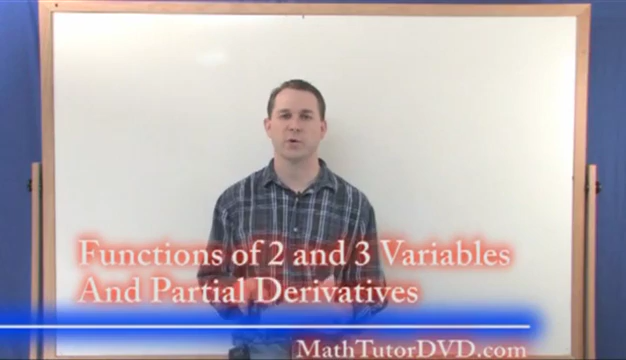 Functions of 2 and 3 Variables
And Partial Derivatives
MathTutorDVD.com